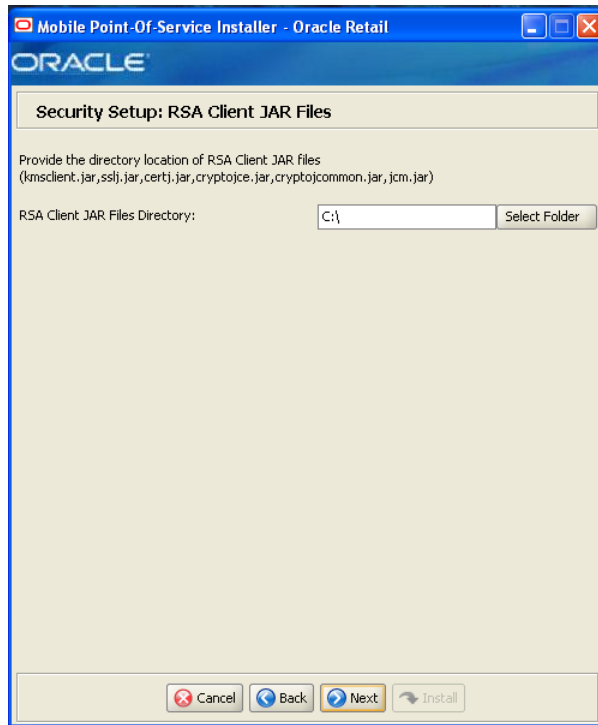 Mobile Point-Of-Service Installer - Oracle Retail
ORACLE
Security Setup: RSA Client JAR Files
Provide the directory location of RSA Client JAR files
(kmsclient.jar,sslj.jar,certj.jar,cryptojce.jar,cryptojcommon.jar,jcm.jar)
RSA Client JAR Files Directory: C:\ Select Folder
Cancel Back Next Install